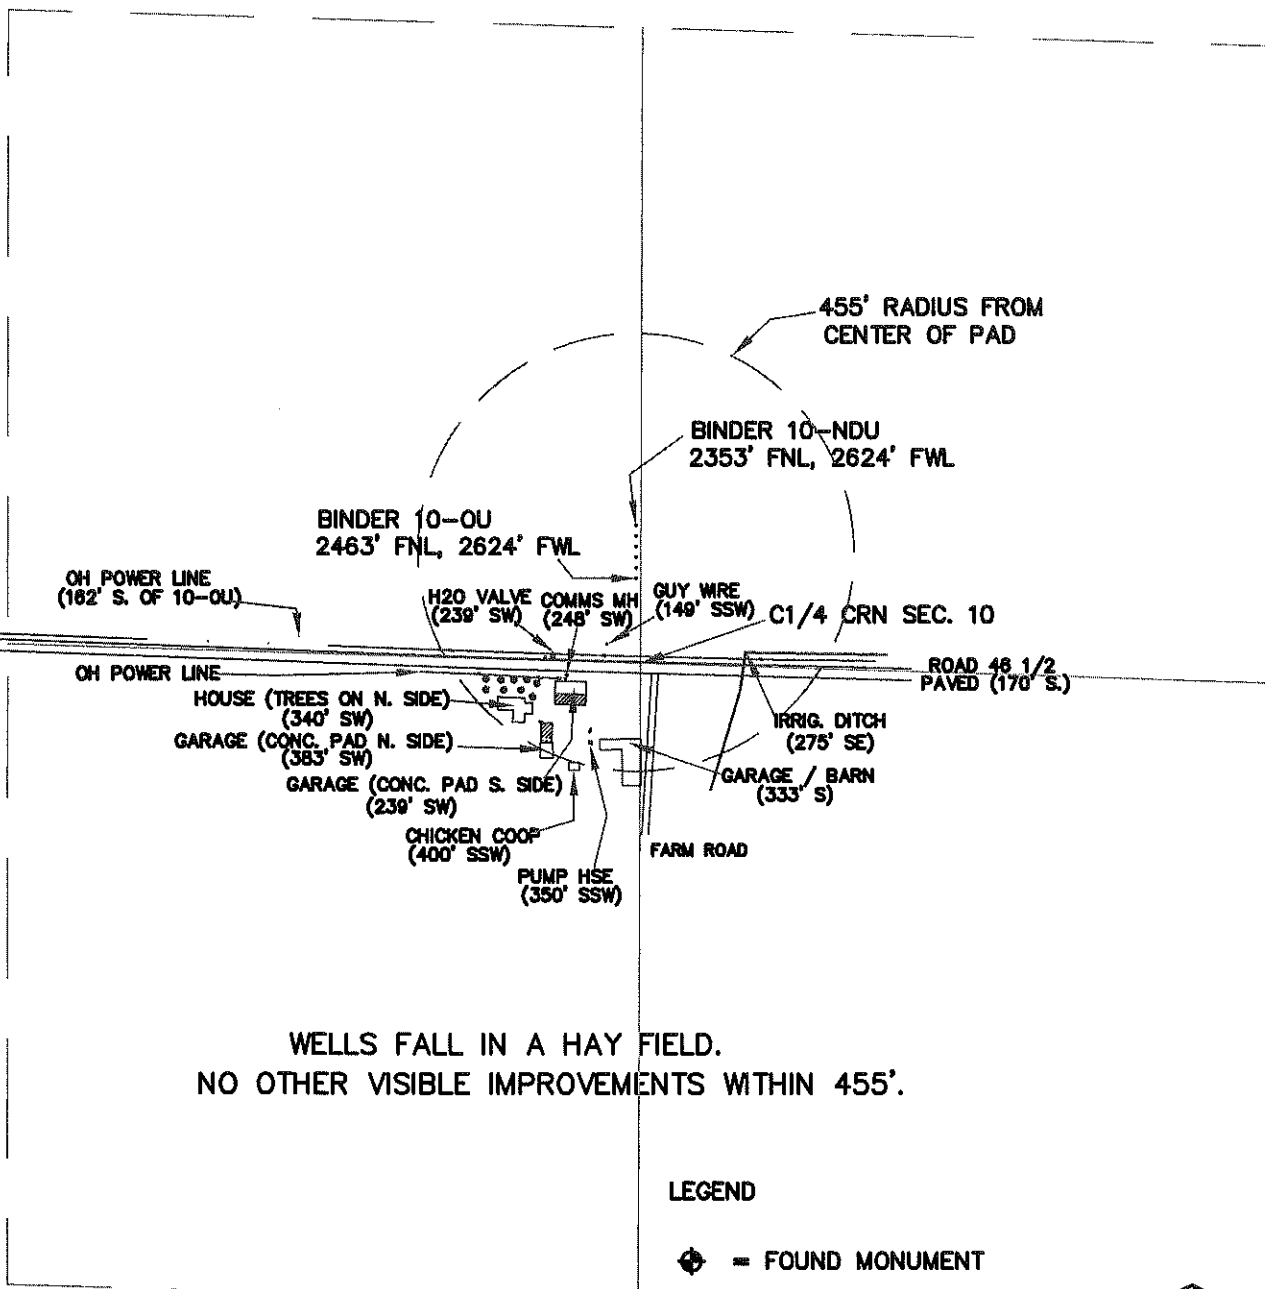 455' RADIUS FROM
CENTER OF PAD
BINDER 10-NDU
2353' FNL, 2624' FWL
BINDER 10-OU
2463' FNL, 2624' FWL
OH POWER LINE
(162' S. OF 10-OU)
H2O VALVE
(239' SW)
COMMS MH
(248' SW)
GUY WIRE
(149' SSW)
C1/4 CRN SEC. 10
OH POWER LINE
ROAD 46 1/2
PAVED (170' S.)
HOUSE (TREES ON N. SIDE)
(340' SW)
GARAGE (CONC. PAD N. SIDE)
(383' SW)
IRRIG. DITCH
(275' SE)
GARAGE (CONC. PAD S. SIDE)
(239' SW)
GARAGE / BARN
(333' S)
CHICKEN COOP
(400' SSW)
FARM ROAD
PUMP HSE
(350' SSW)
WELLS FALL IN A HAY FIELD.
NO OTHER VISIBLE IMPROVEMENTS WITHIN 455'.
LEGEND
= FOUND MONUMENT